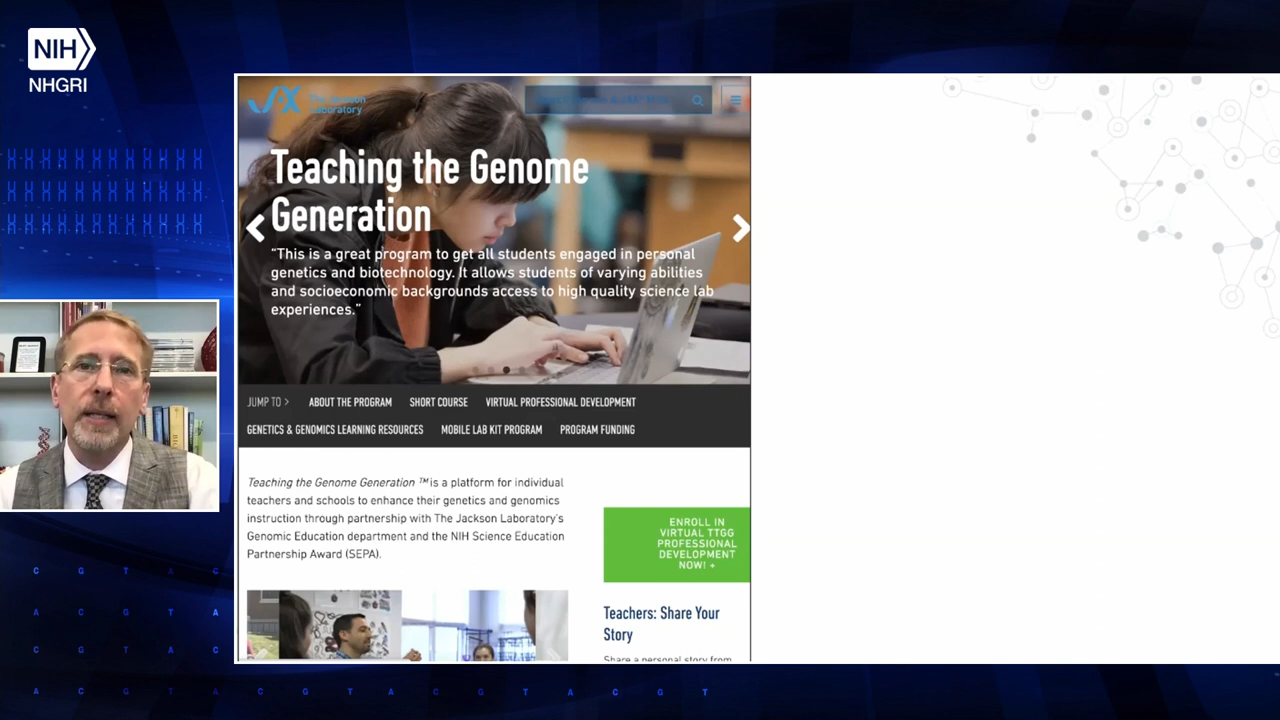 NIH
NHGRI
JAX
The Jackson
Laboratory
Teaching the Genome
Generation
“This is a great program to get all students engaged in personal
genetics and biotechnology. It allows students of varying abilities
and socioeconomic backgrounds access to high quality science lab
experiences.”
JUMP TO >
ABOUT THE PROGRAM
SHORT COURSE
VIRTUAL PROFESSIONAL DEVELOPMENT
GENETICS & GENOMICS LEARNING RESOURCES
MOBILE LAB KIT PROGRAM
PROGRAM FUNDING
Teaching the Genome Generation ™ is a platform for individual
teachers and schools to enhance their genetics and genomics
instruction through partnership with The Jackson Laboratory's
Genomic Education department and the NIH Science Education
Partnership Award (SEPA).
ENROLL IN
VIRTUAL TTGG
PROFESSIONAL
DEVELOPMENT
NOW! +
Teachers: Share Your
Story
Share a personal story from
C G T A C
A C G T A
C G T A C
A C G T A C G T A C G T A C G T